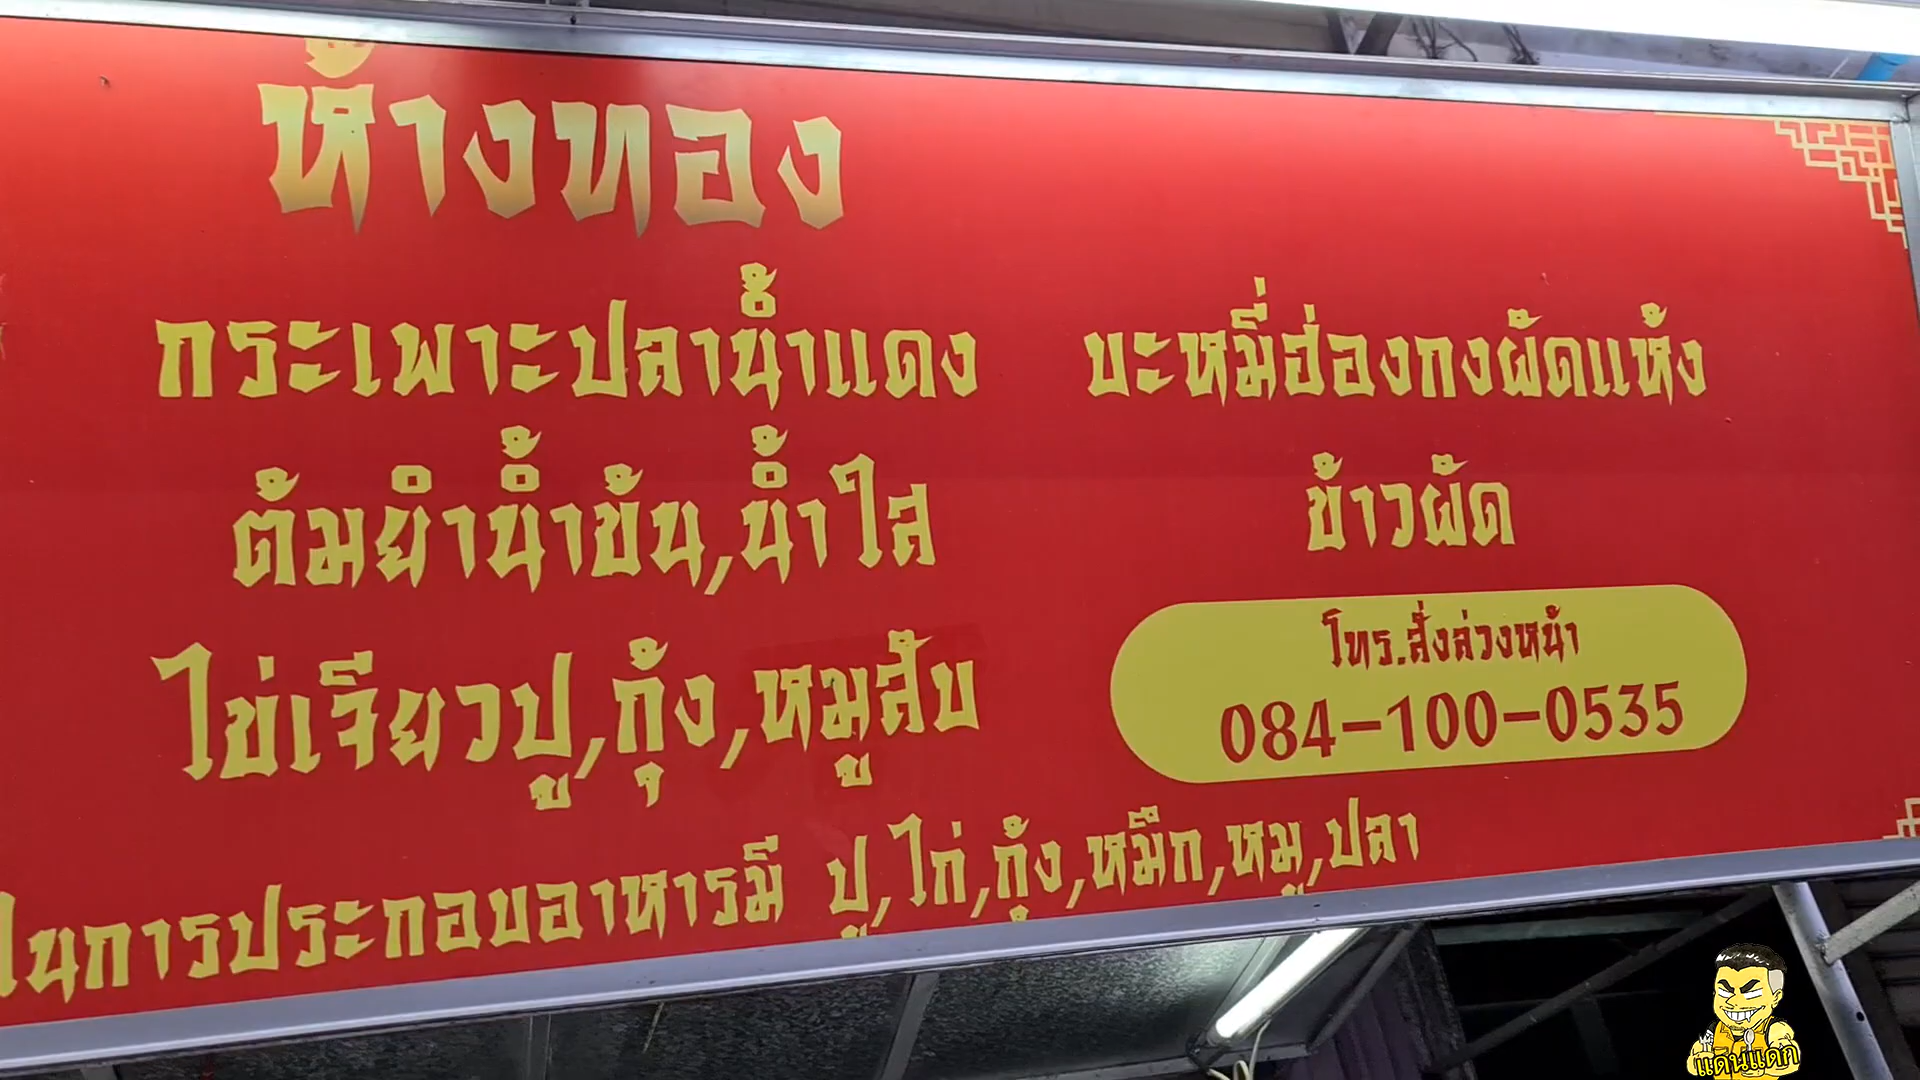 ห้างทอง
กระเพาะปลาน้ำแดง
ต้มยำน้ำข้น,น้ำใส
ไข่เจียวปู,กุ้ง,หมูสับ
บะหมี่ฮ่องกงผัดแห้ง
ข้าวผัด
โทร.สั่งล่วงหน้า
084-100-0535
ในการประกอบอาหารมี ปู,ไก่,กุ้ง,หมึก,หมู,ปลา
แดนแดก